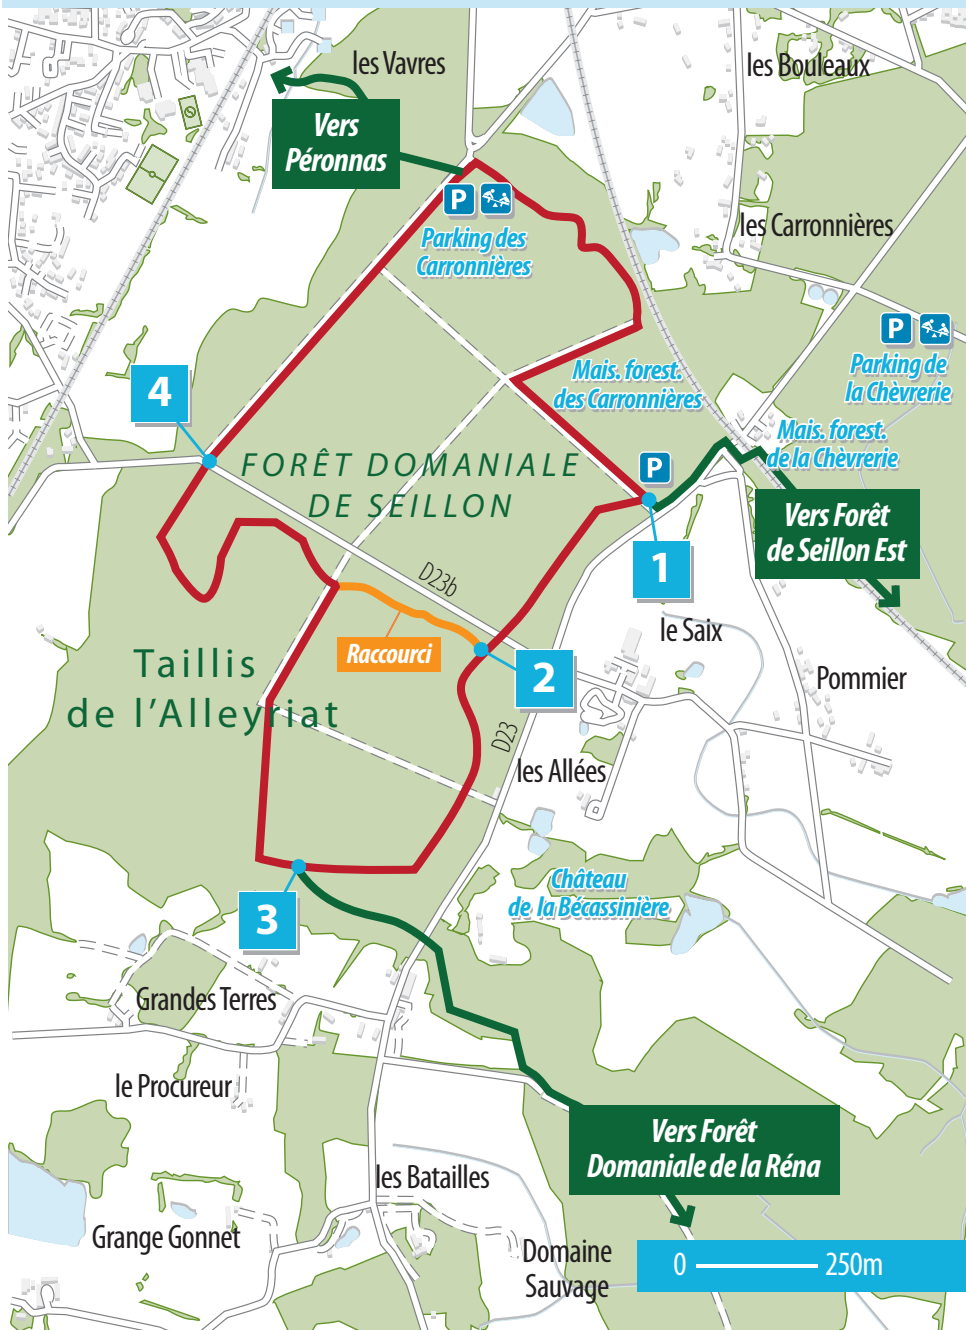 les Vavres
les Bouleaux
Vers
Péronnas
P
Parking des
Carronnières
les Carronnières
P
Parking de
la Chèvrerie
Mais. forest.
des Carronnières
4
Mais. forest.
de la Chèvrerie
FORÊT DOMANIALE
DE SEILLON
P
Vers Forêt
de Seillon Est
1
D23b
Raccourci
le Saix
Taillis
de l'Alleyriat
2
Pommier
D23
les Allées
Château
de la Bécassinière
3
Grandes Terres
le Procureur
Vers Forêt
Domaniale de la Réna
les Batailles
Grange Gonnet
Domaine
Sauvage
0 250m